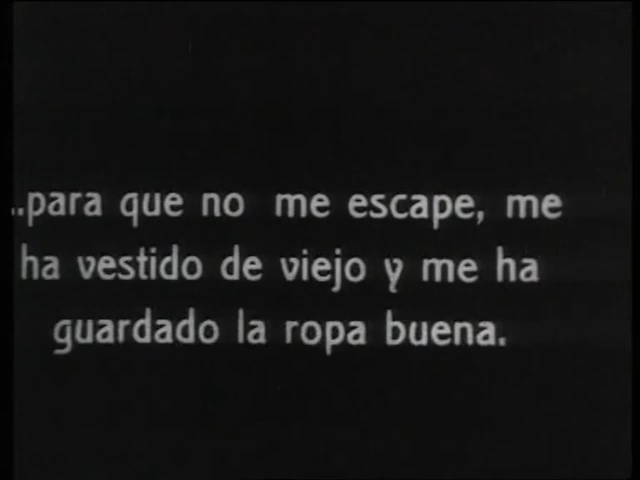 ..para que no me escape, me
ha vestido de viejo y me ha
guardado la ropa buena.